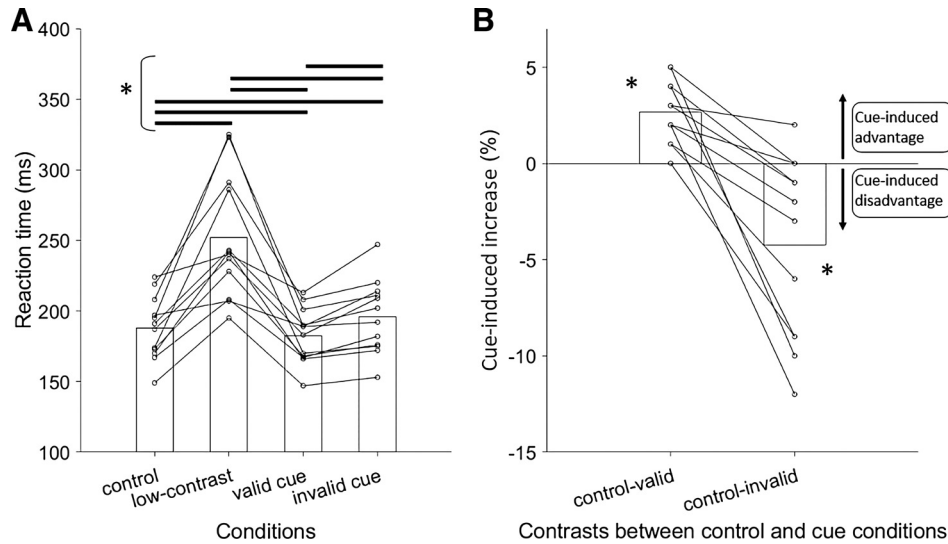 A
Reaction time (ms)
400
350
300
250
200
150
100
*
control
low-contrast
valid cue
invalid cue
Conditions
B
Cue-induced increase (%)
5
0
-5
-10
-15
*
*
Cue-induced
advantage
Cue-induced
disadvantage
control-valid
control-invalid
Contrasts between control and cue conditions